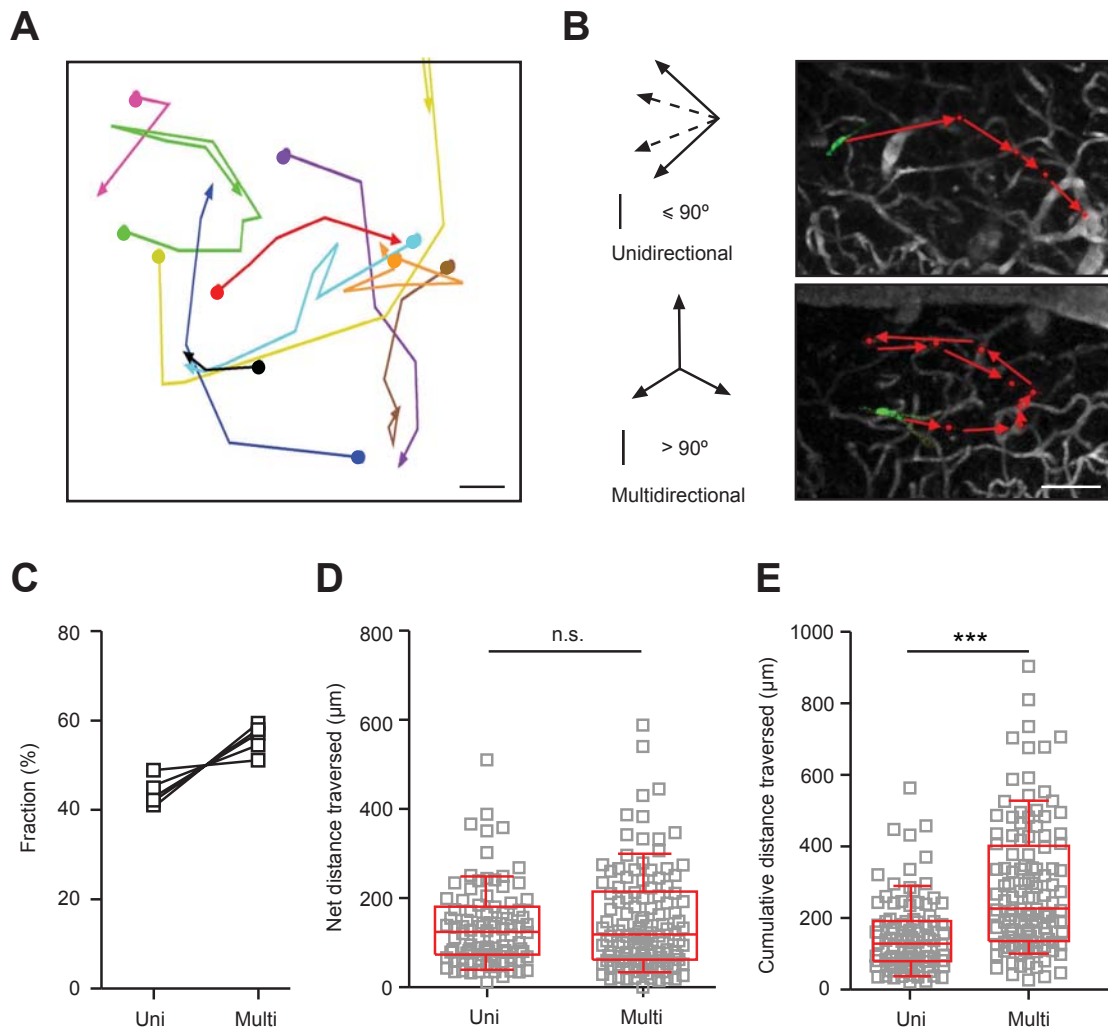 A
B
≤ 90º
Unidirectional
> 90º
Multidirectional
C
Fraction (%)
80
60
40
20
0
Uni
Multi
D
Net distance traversed (μm)
800
600
400
200
0
n.s.
Uni
Multi
E
Cumulative distance traversed (μm)
1000
800
600
400
200
0
***
Uni
Multi